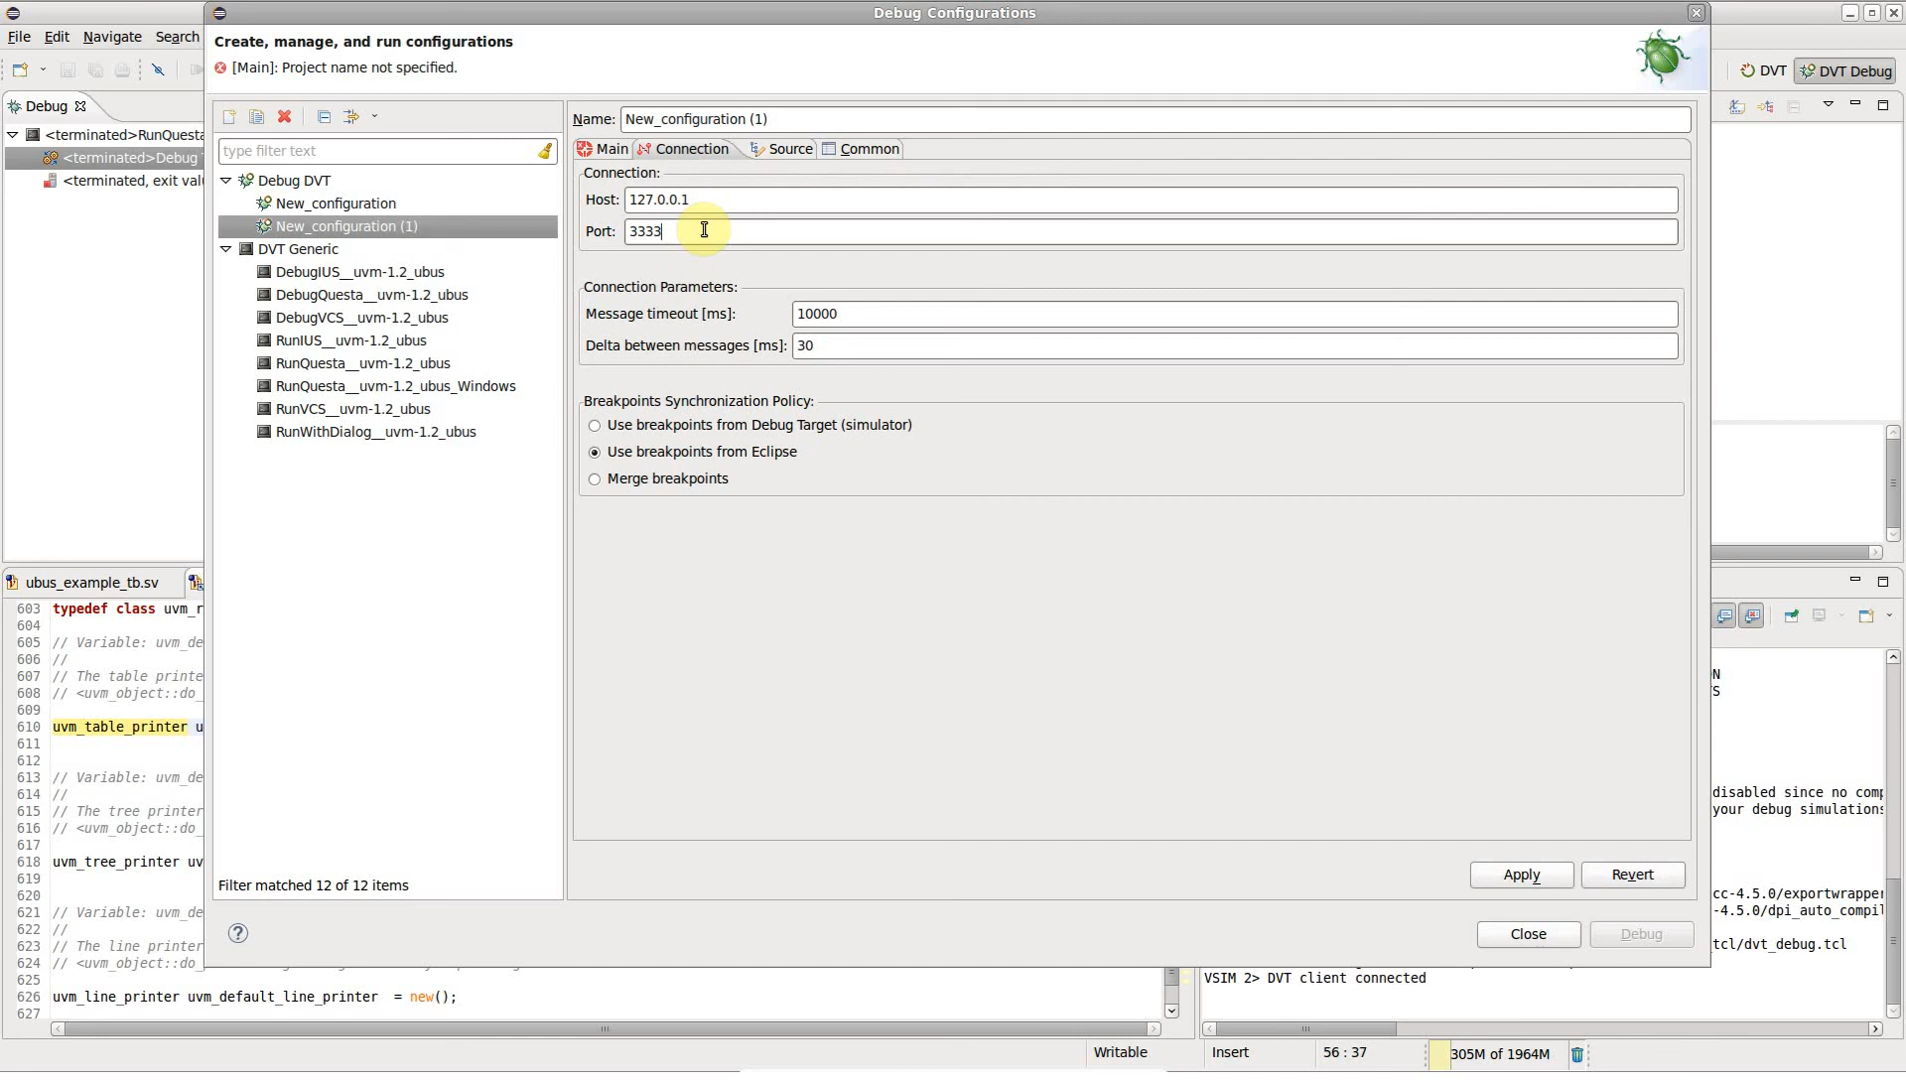 Debug Configurations
File Edit Navigate Search
Create, manage, and run configurations
[Main]: Project name not specified.
DVT DVT Debug
Debug
<terminated>RunQuesta
<terminated>Debug
<terminated, exit valu
type filter text
Debug DVT
New_configuration
New_configuration (1)
DVT Generic
DebugIUS__uvm-1.2_ubus
DebugQuesta__uvm-1.2_ubus
DebugVCS__uvm-1.2_ubus
RunIUS__uvm-1.2_ubus
RunQuesta__uvm-1.2_ubus
RunQuesta__uvm-1.2_ubus_Windows
RunVCS__uvm-1.2_ubus
RunWithDialog__uvm-1.2_ubus
Filter matched 12 of 12 items
Name: New_configuration (1)
Main Connection Source Common
Connection:
Host: 127.0.0.1
Port: 3333
Connection Parameters:
Message timeout [ms]: 10000
Delta between messages [ms]: 30
Breakpoints Synchronization Policy:
Use breakpoints from Debug Target (simulator)
Use breakpoints from Eclipse
Merge breakpoints
Apply Revert
Close Debug
ubus_example_tb.sv
603 typedef class uvm_r
604
605 // Variable: uvm_de
606 //
607 // The table printe
608 // <uvm_object::do_
609
610 uvm_table_printer u
611
612
613 // Variable: uvm_de
614 //
615 // The tree printer
616 // <uvm_object::do_
617
618 uvm_tree_printer uv
619
620
621 // Variable: uvm_de
622 //
623 // The line printer
624 // <uvm_object::do_
625
626 uvm_line_printer uvm_default_line_printer = new();
627
ON
TS
disabled since no comp
your debug simulations
cc-4.5.0/exportwrapper
-4.5.0/dpi_auto_compil
tcl/dvt_debug.tcl
VSIM 2> DVT client connected
Writable Insert 56 : 37 305M of 1964M